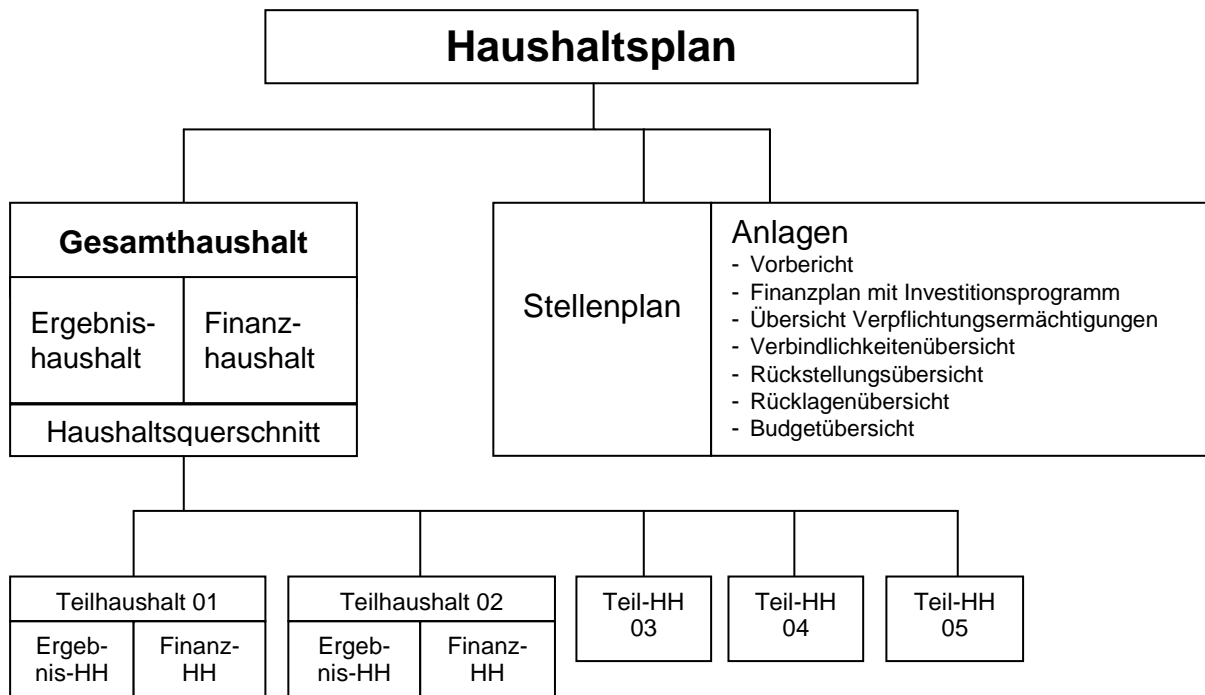 Haushaltsplan
Gesamthaushalt
Ergebnis-
haushalt
Finanz-
haushalt
Haushaltsquerschnitt
Stellenplan
Anlagen
- Vorbericht
- Finanzplan mit Investitionsprogramm
- Übersicht Verpflichtungsermächtigungen
- Verbindlichkeitenübersicht
- Rückstellungsübersicht
- Rücklagenübersicht
- Budgetübersicht
Teilhaushalt 01
Ergeb-
nis-HH
Finanz-
HH
Teilhaushalt 02
Ergeb-
nis-HH
Finanz-
HH
Teil-HH
03
Teil-HH
04
Teil-HH
05